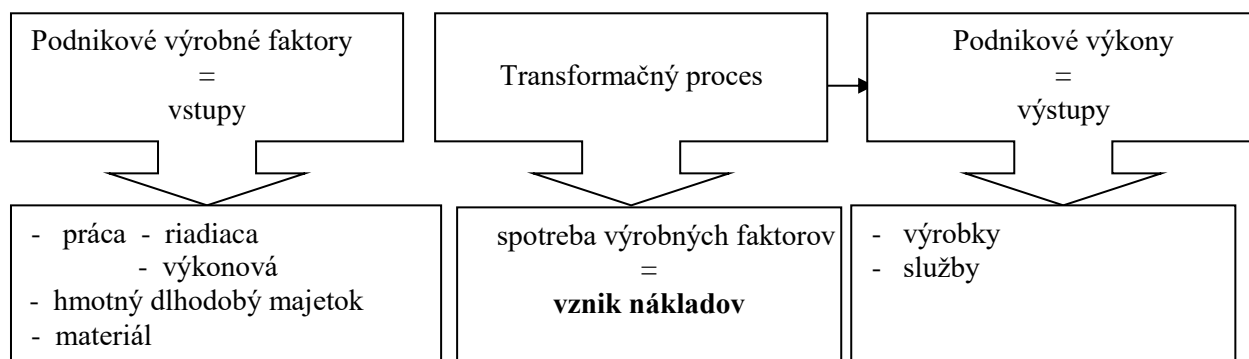 Podnikové výrobné faktory
=
vstupy
Transformačný proces
Podnikové výkony
=
výstupy
- práca - riadiaca
- výkonová
- hmotný dlhodobý majetok
- materiál
spotreba výrobných faktorov
=
vznik nákladov
- výrobky
- služby